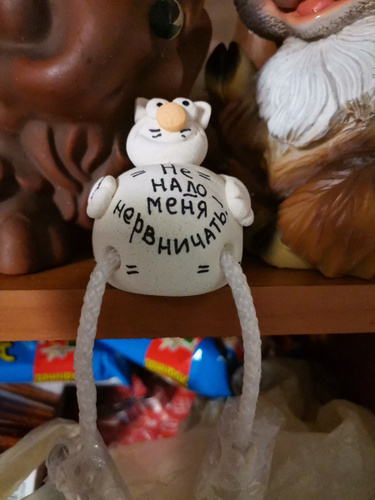 Не
надо
меня
нервничать!